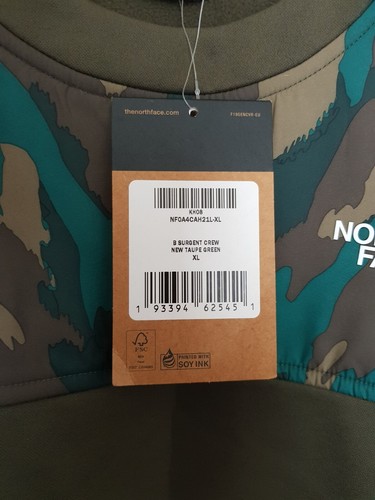 thenorthface.com
KHO8
NF0A4CAH21L-XL
B SURGENT CREW
NEW TAUPE GREEN
XL
1 93394 62545 1
FSC
PRINTED WITH
SOY INK
NO
FA